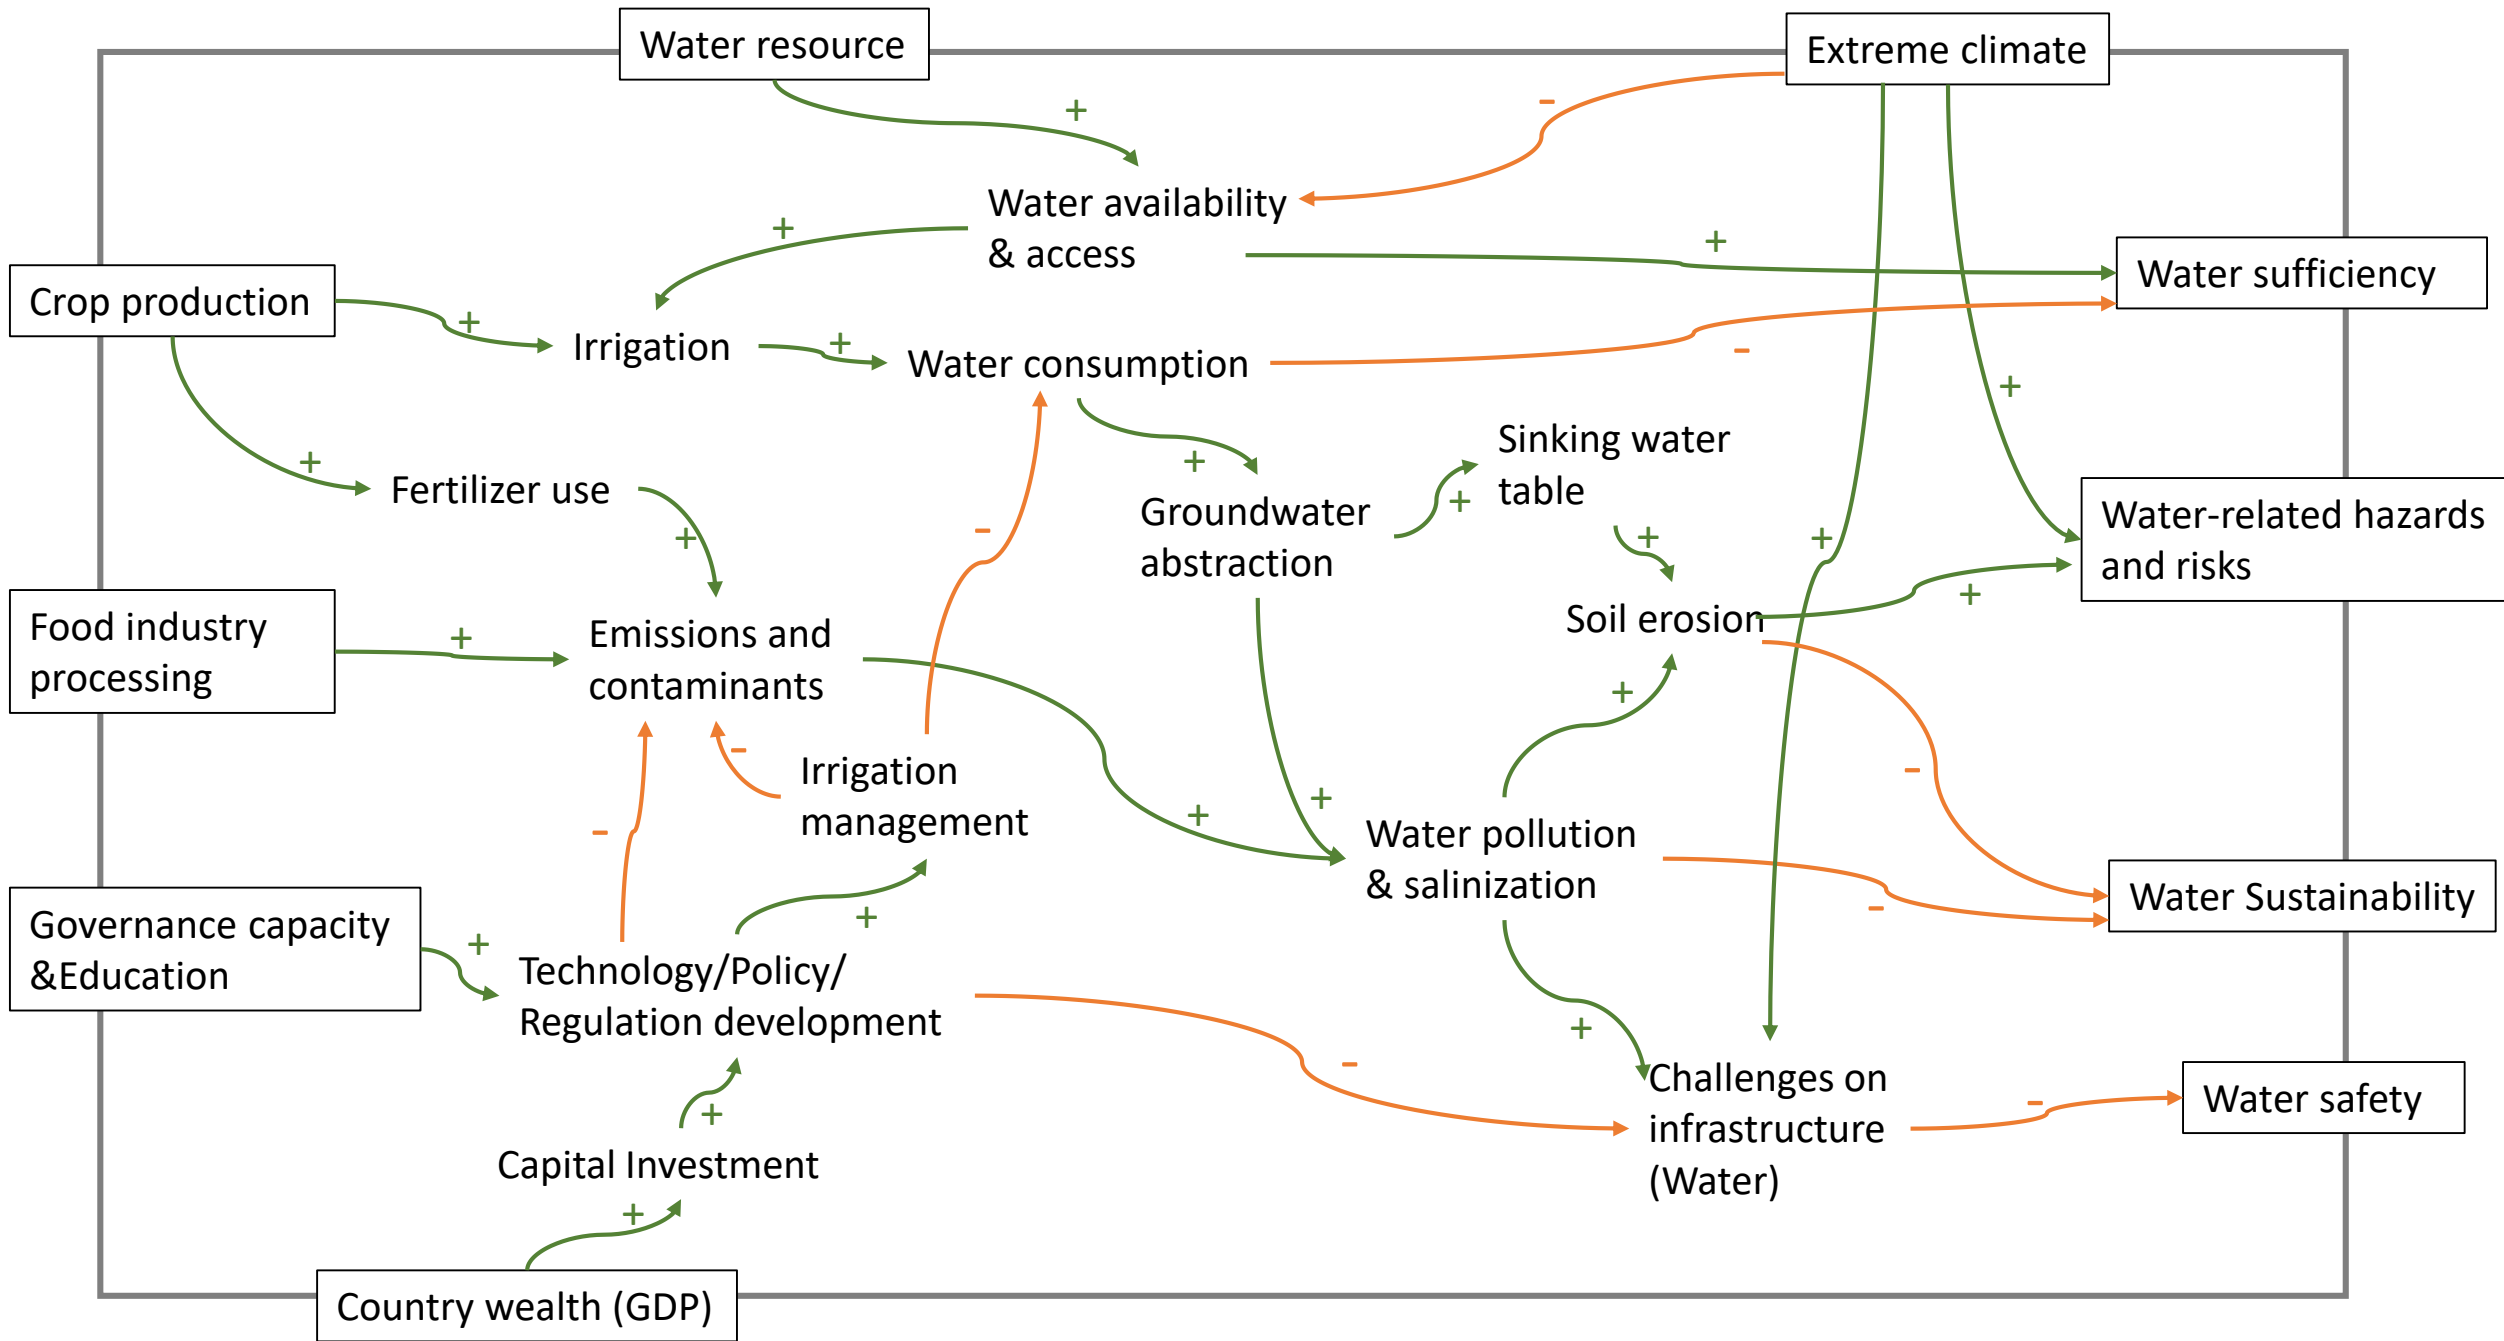 Water resource
Extreme climate
+
-
Water availability
& access
+
+
Water sufficiency
Crop production
+
Irrigation
+
Water consumption
-
+
+
Fertilizer use
+
-
+
Groundwater
abstraction
+
Sinking water
table
+
+
Water-related hazards
and risks
Food industry
processing
+
Emissions and
contaminants
Soil erosion
+
+
-
-
Irrigation
management
-
+
+
Water pollution
& salinization
-
Water Sustainability
Governance capacity
&Education
+
+
Technology/Policy/
Regulation development
+
-
Challenges on
infrastructure
(Water)
-
Water safety
+
Capital Investment
+
Country wealth (GDP)